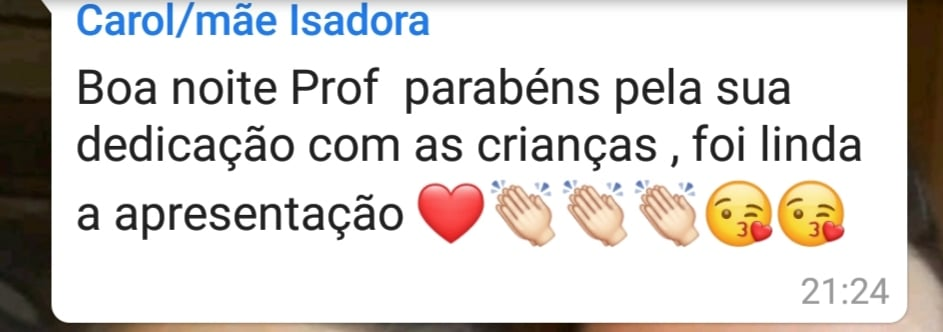 Carol/mãe Isadora
Boa noite Prof  parabéns pela sua
dedicação com as crianças , foi linda
a apresentação ❤️👏🏻👏🏻👏🏻😘😘
21:24